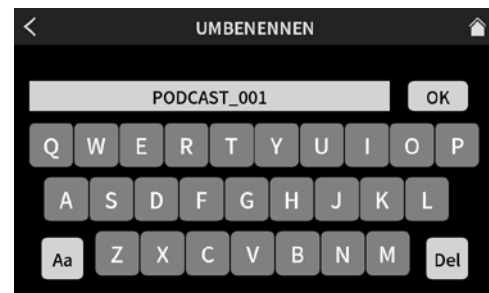 UMBENENNEN
PODCAST_001 OK
Q W E R T Y U I O P
A S D F G H J K L
Aa Z X C V B N M Del